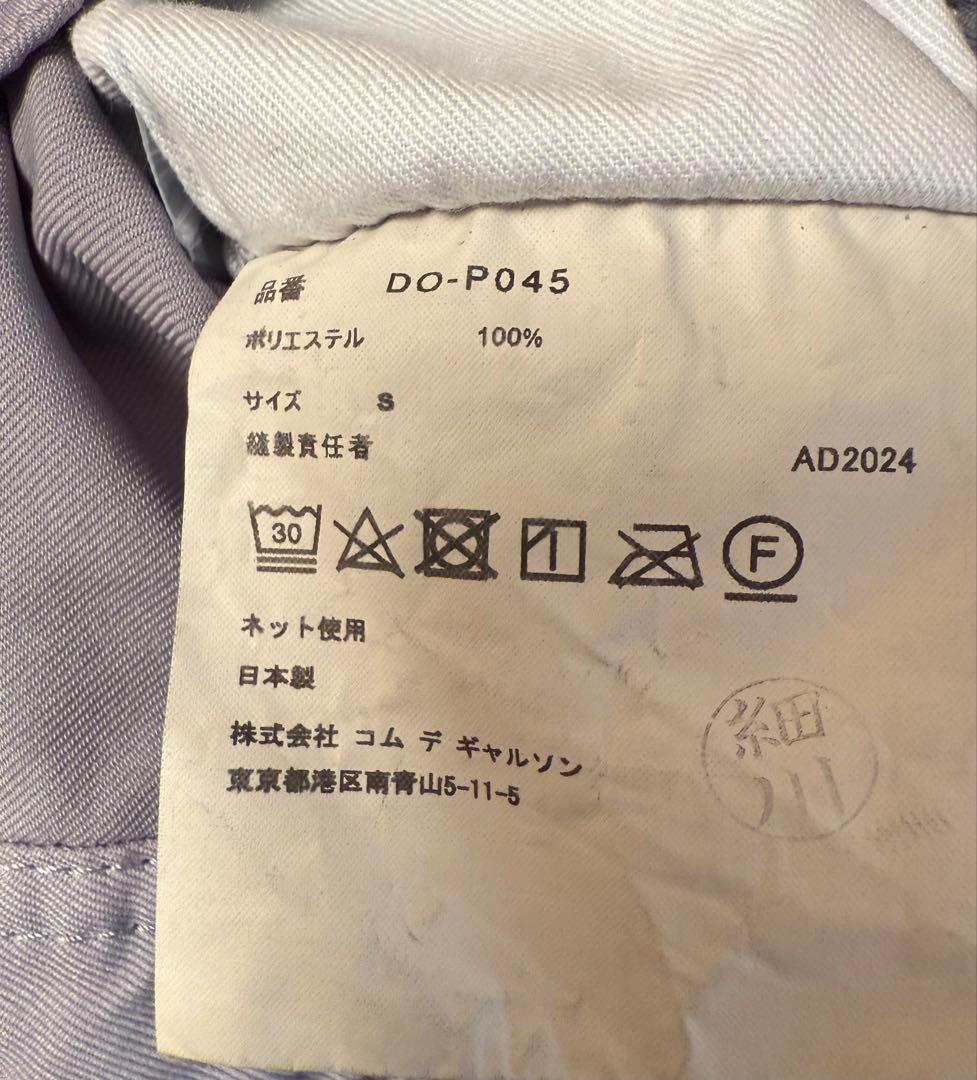 品番 DO-P045
ポリエステル 100%
サイズ S
縫製責任者
AD2024
30
F
ネット使用
日本製
株式会社 コム デ ギャルソン
東京都港区南青山5-11-5
細川